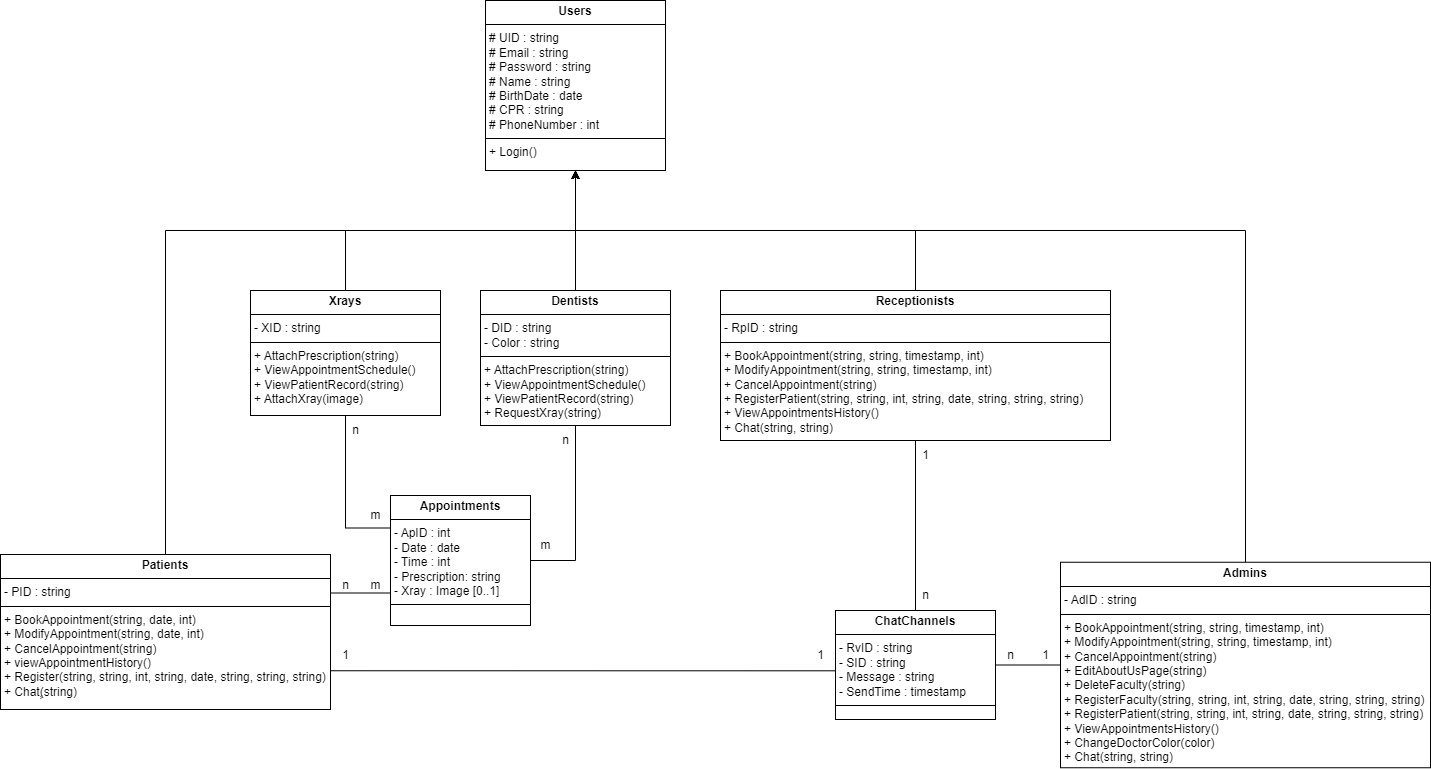 Users
# UID : string
# Email : string
# Password : string
# Name : string
# BirthDate : date
# CPR : string
# PhoneNumber : int
+ Login()
Xrays
- XID : string
+ AttachPrescription(string)
+ ViewAppointmentSchedule()
+ ViewPatientRecord(string)
+ AttachXray(image)
n
m
Dentists
- DID : string
- Color : string
+ AttachPrescription(string)
+ ViewAppointmentSchedule()
+ ViewPatientRecord(string)
+ RequestXray(string)
n
m
Receptionists
- RpID : string
+ BookAppointment(string, string, timestamp, int)
+ ModifyAppointment(string, string, timestamp, int)
+ CancelAppointment(string)
+ RegisterPatient(string, string, int, string, date, string, string, string)
+ ViewAppointmentsHistory()
+ Chat(string, string)
1
n
Appointments
- ApID : int
- Date : date
- Time : int
- Prescription: string
- Xray : Image [0..1]
Patients
- PID : string
+ BookAppointment(string, date, int)
+ ModifyAppointment(string, date, int)
+ CancelAppointment(string)
+ viewAppointmentHistory()
+ Register(string, string, int, string, date, string, string, string)
+ Chat(string)
n
m
1
1
ChatChannels
- RvID : string
- SID : string
- Message : string
- SendTime : timestamp
n
1
Admins
- AdID : string
+ BookAppointment(string, string, timestamp, int)
+ ModifyAppointment(string, string, timestamp, int)
+ CancelAppointment(string)
+ EditAboutUsPage(string)
+ DeleteFaculty(string)
+ RegisterFaculty(string, string, int, string, date, string, string, string)
+ RegisterPatient(string, string, int, string, date, string, string, string)
+ ViewAppointmentsHistory()
+ ChangeDoctorColor(color)
+ Chat(string, string)